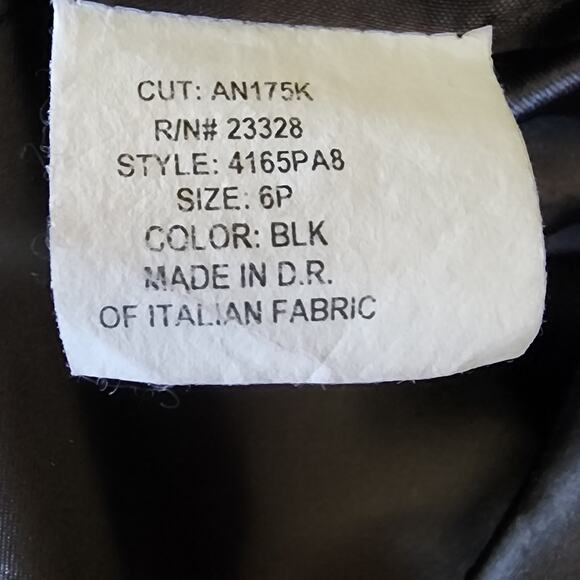 CUT: AN175K
R/N# 23328
STYLE: 4165PA8
SIZE: 6P
COLOR: BLK
MADE IN D.R.
OF ITALIAN FABRIC